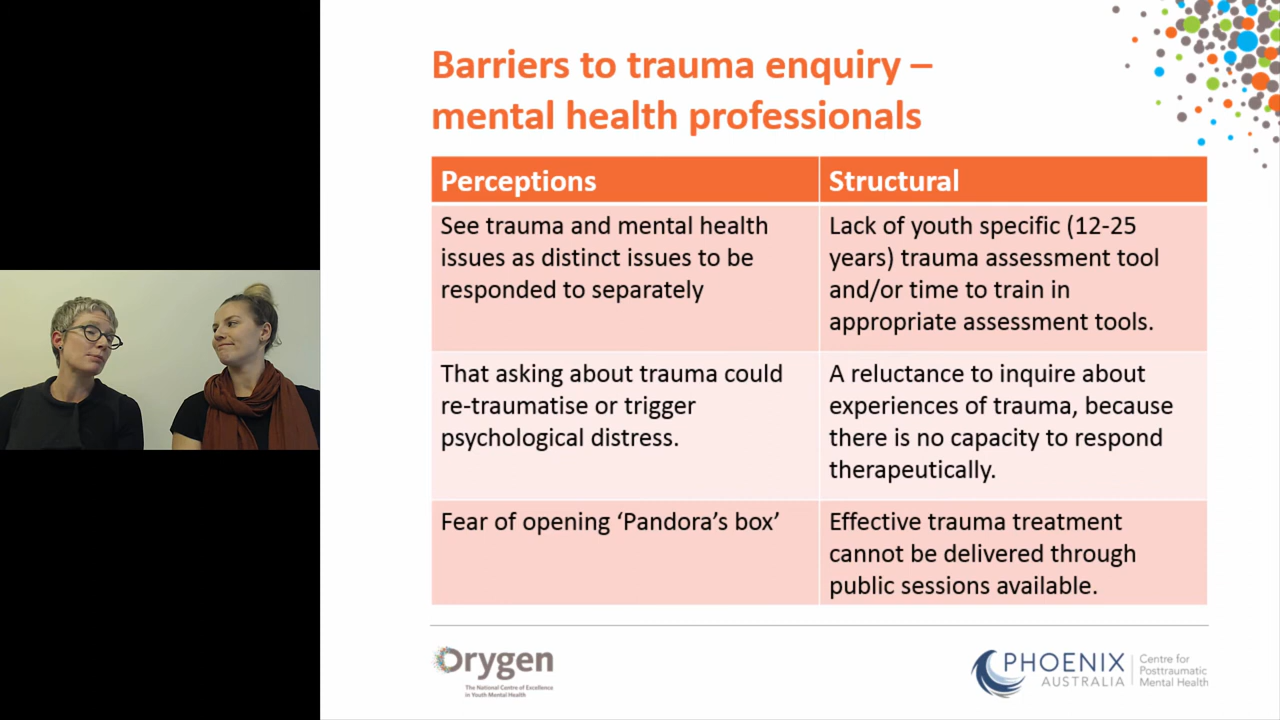 Barriers to trauma enquiry –
mental health professionals
Perceptions
Structural
See trauma and mental health
issues as distinct issues to be
responded to separately
Lack of youth specific (12-25
years) trauma assessment tool
and/or time to train in
appropriate assessment tools.
That asking about trauma could
re-traumatise or trigger
psychological distress.
A reluctance to inquire about
experiences of trauma, because
there is no capacity to respond
therapeutically.
Fear of opening ‘Pandora’s box’
Effective trauma treatment
cannot be delivered through
public sessions available.
Orygen
The National Centre of Excellence
in Youth Mental Health
PHOENIX
AUSTRALIA
Centre for
Posttraumatic
Mental Health